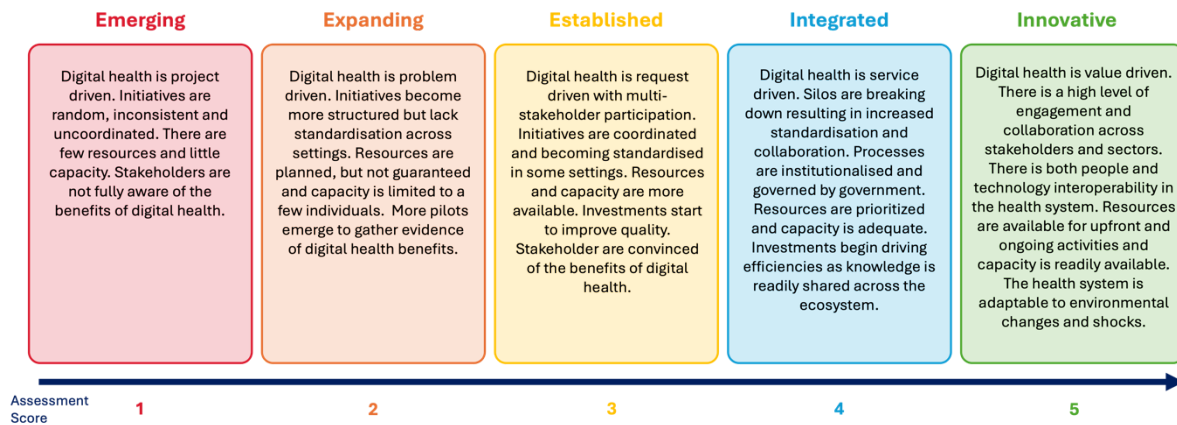 Emerging
Digital health is project
driven. Initiatives are
random, inconsistent and
uncoordinated. There are
few resources and little
capacity. Stakeholders are
not fully aware of the
benefits of digital health.
Expanding
Digital health is problem
driven. Initiatives become
more structured but lack
standardisation across
settings. Resources are
planned, but not guaranteed
and capacity is limited to a
few individuals.  More pilots
emerge to gather evidence
of digital health benefits.
Established
Digital health is request
driven with multi-
stakeholder participation.
Initiatives are coordinated
and becoming standardised
in some settings. Resources
and capacity are more
available. Investments start
to improve quality.
Stakeholder are convinced
of the benefits of digital
health.
Integrated
Digital health is service
driven. Silos are breaking
down resulting in increased
standardisation and
collaboration. Processes
are institutionalised and
governed by government.
Resources are prioritized
and capacity is adequate.
Investments begin driving
efficiencies as knowledge is
readily shared across the
ecosystem.
Innovative
Digital health is value driven.
There is a high level of
engagement and
collaboration across
stakeholders and sectors.
There is both people and
technology interoperability in
the health system. Resources
are available for upfront and
ongoing activities and
capacity is readily available.
The health system is
adaptable to environmental
changes and shocks.
Assessment
Score
1
2
3
4
5